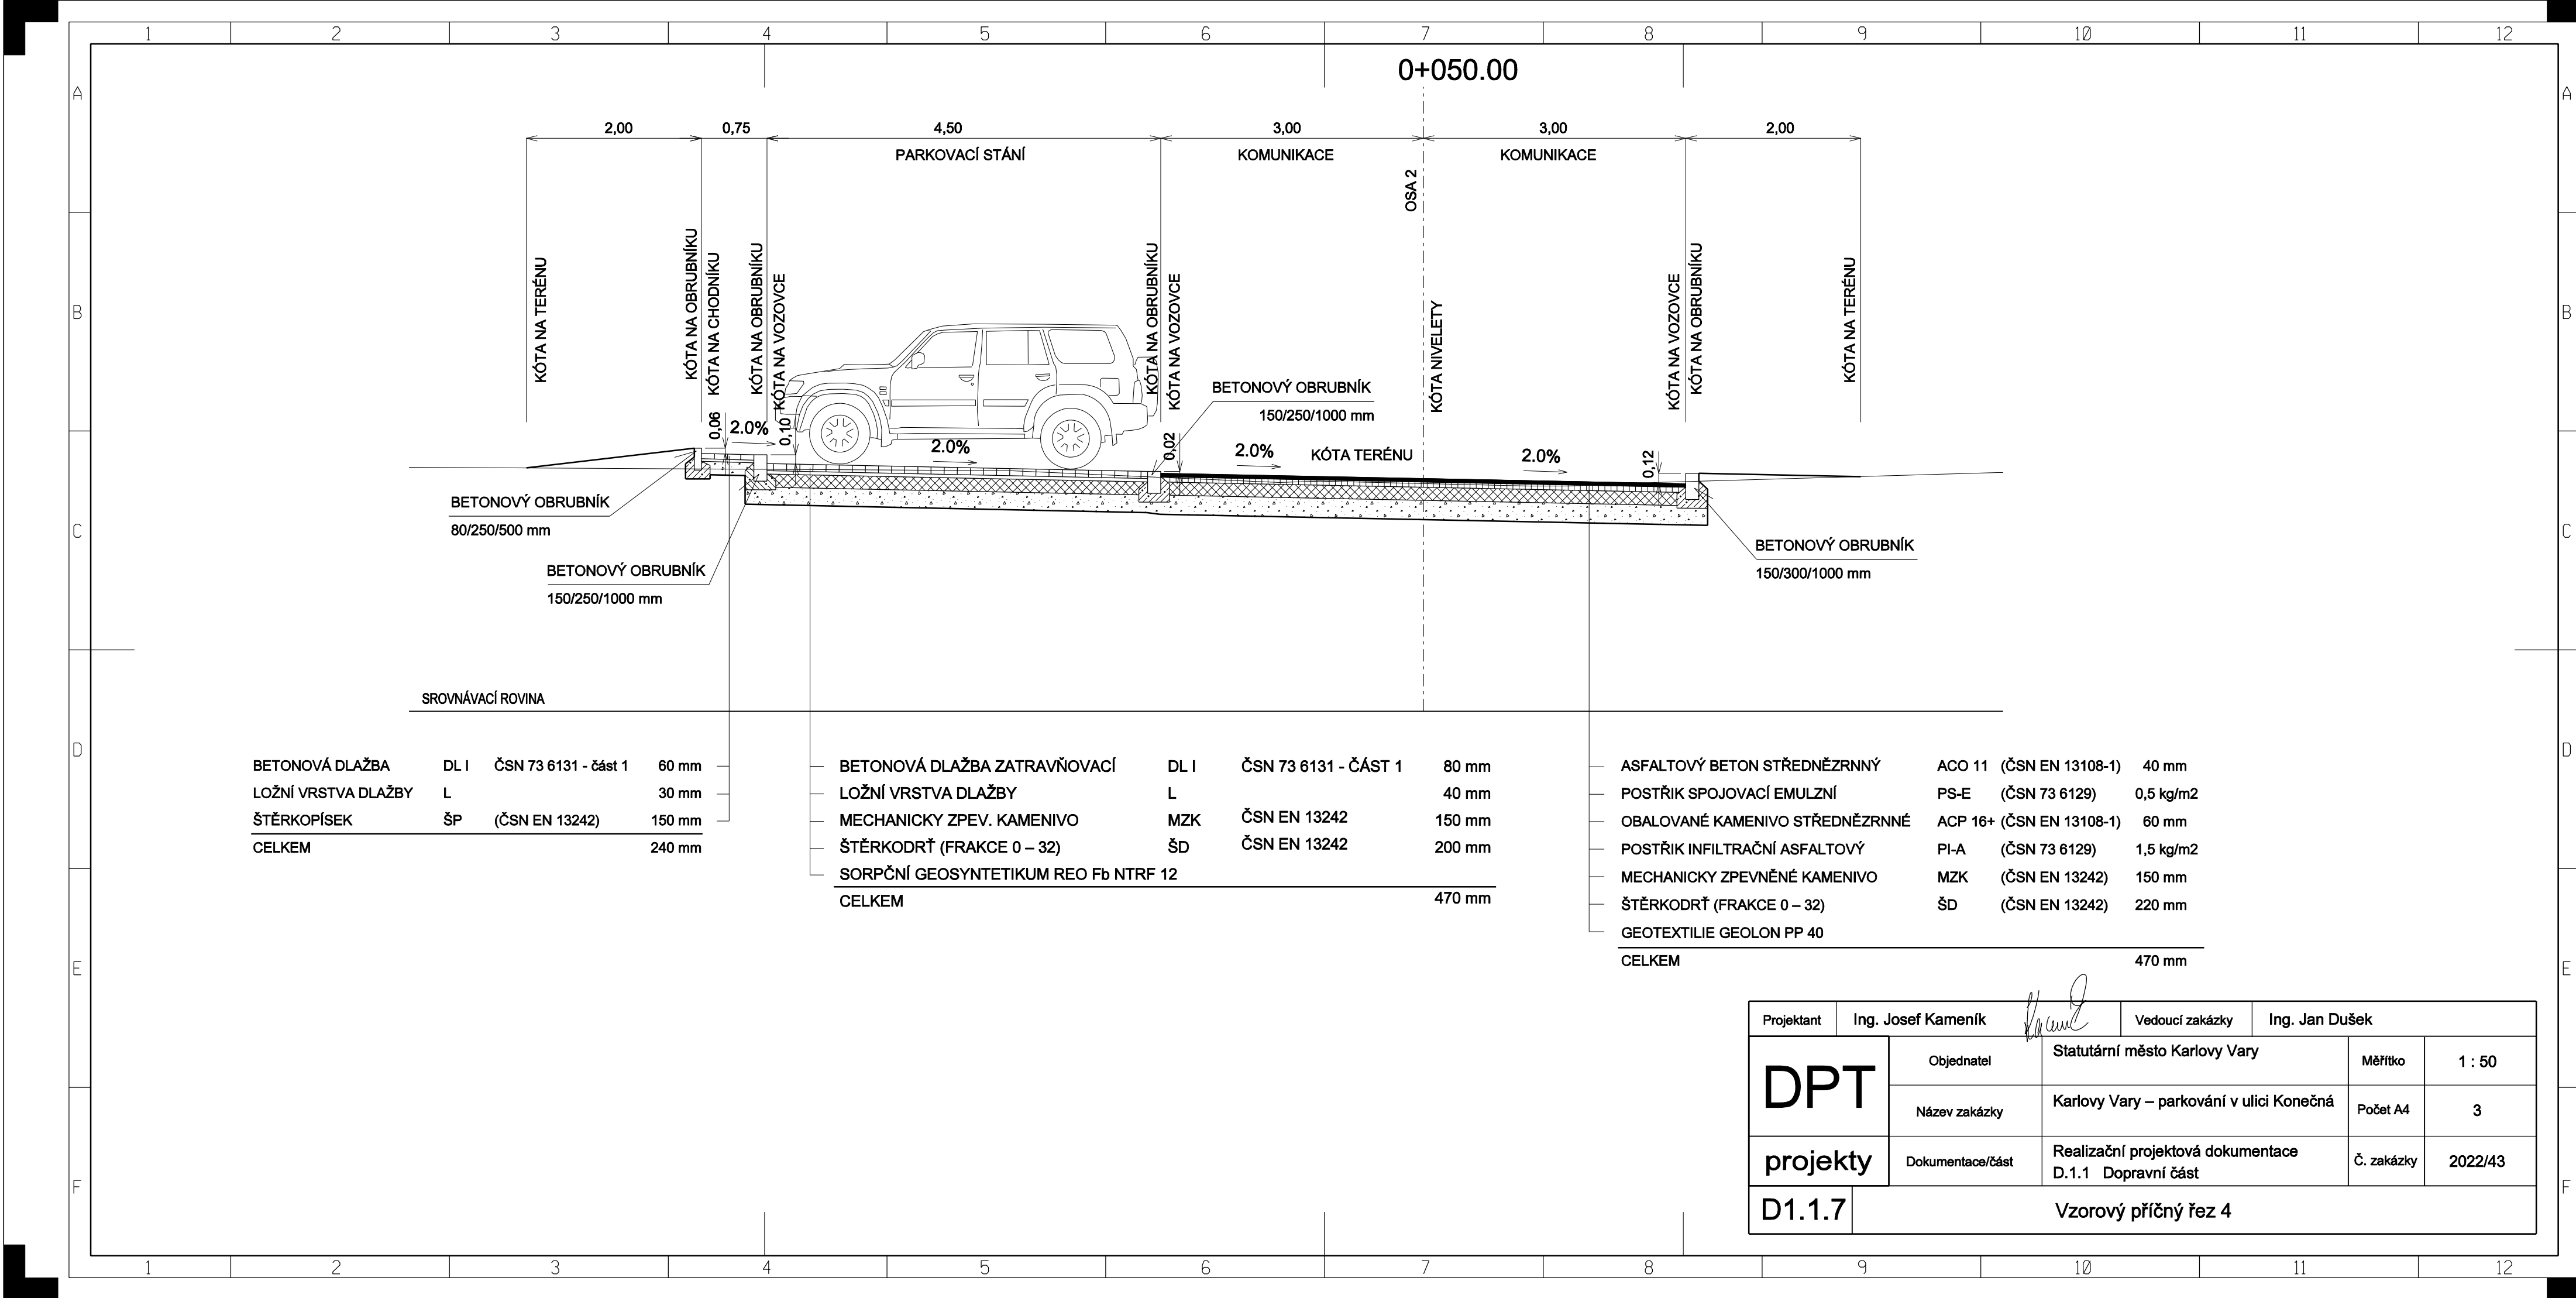 1 2 3 4 5 6 7 8 9 10 11 12
A A
B B
C C
D D
E E
F F
0+050.00
2,00 0,75 4,50 3,00 3,00 2,00
PARKOVACÍ STÁNÍ KOMUNIKACE KOMUNIKACE
OSA 2
KÓTA NA TERÉNU
KÓTA NA OBRUBNÍKU
KÓTA NA CHODNÍKU
KÓTA NA OBRUBNÍKU
KÓTA NA VOZOVCE
KÓTA NA OBRUBNÍKU
KÓTA NA VOZOVCE
KÓTA NIVELETY
KÓTA NA VOZOVCE
KÓTA NA OBRUBNÍKU
KÓTA NA TERÉNU
0,06 2.0% 0,10 2.0% 0,02 2.0% KÓTA TERÉNU 2.0% 0,12
BETONOVÝ OBRUBNÍK
150/250/1000 mm
BETONOVÝ OBRUBNÍK
80/250/500 mm
BETONOVÝ OBRUBNÍK
150/250/1000 mm
BETONOVÝ OBRUBNÍK
150/300/1000 mm
SROVNÁVACÍ ROVINA
BETONOVÁ DLAŽBA DL I ČSN 73 6131 - část 1 60 mm
LOŽNÍ VRSTVA DLAŽBY L 30 mm
ŠTĚRKOPÍSEK ŠP (ČSN EN 13242) 150 mm
CELKEM 240 mm
BETONOVÁ DLAŽBA ZATRAVŇOVACÍ DL I ČSN 73 6131 - ČÁST 1 80 mm
LOŽNÍ VRSTVA DLAŽBY L 40 mm
MECHANICKY ZPEV. KAMENIVO MZK ČSN EN 13242 150 mm
ŠTĚRKODRŤ (FRAKCE 0 – 32) ŠD ČSN EN 13242 200 mm
SORPČNÍ GEOSYNTETIKUM REO Fb NTRF 12
CELKEM 470 mm
ASFALTOVÝ BETON STŘEDNĚZRNNÝ ACO 11 (ČSN EN 13108-1) 40 mm
POSTŘIK SPOJOVACÍ EMULZNÍ PS-E (ČSN 73 6129) 0,5 kg/m2
OBALOVANÉ KAMENIVO STŘEDNĚZRNNÉ ACP 16+ (ČSN EN 13108-1) 60 mm
POSTŘIK INFILTRAČNÍ ASFALTOVÝ PI-A (ČSN 73 6129) 1,5 kg/m2
MECHANICKY ZPEVNĚNÉ KAMENIVO MZK (ČSN EN 13242) 150 mm
ŠTĚRKODRŤ (FRAKCE 0 – 32) ŠD (ČSN EN 13242) 220 mm
GEOTEXTILIE GEOLON PP 40
CELKEM 470 mm
Projektant Ing. Josef Kameník Vedoucí zakázky Ing. Jan Dušek
DPT
projekty
Objednatel Statutární město Karlovy Vary Měřítko 1 : 50
Název zakázky Karlovy Vary – parkování v ulici Konečná Počet A4 3
Dokumentace/část Realizační projektová dokumentace
D.1.1 Dopravní část
Č. zakázky 2022/43
D1.1.7 Vzorový příčný řez 4
1 2 3 4 5 6 7 8 9 10 11 12